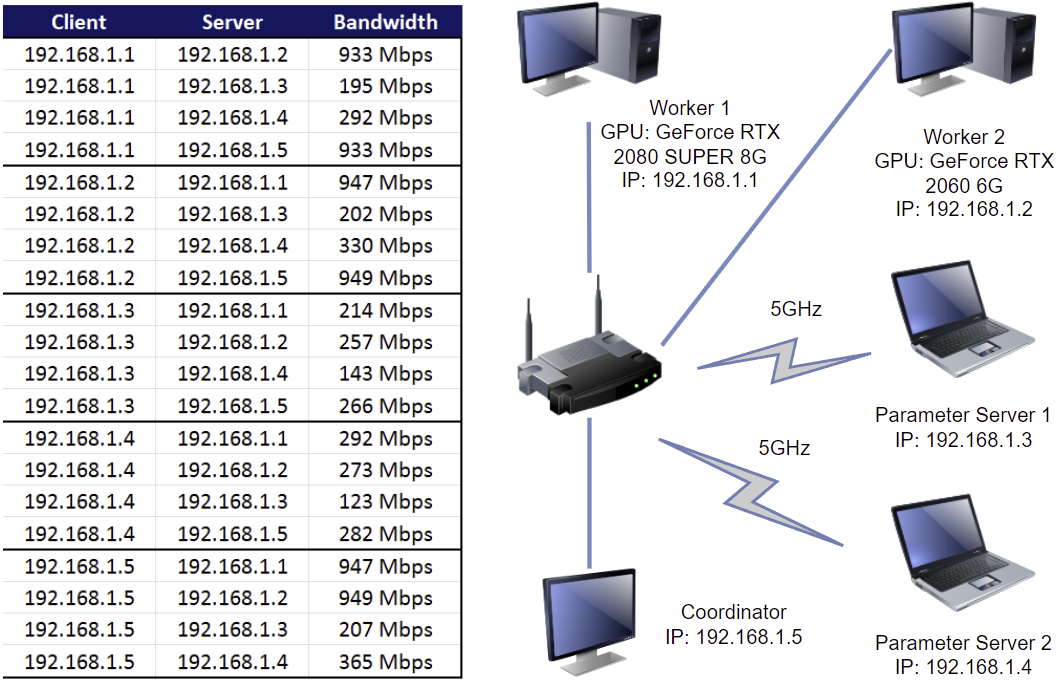 Client Server Bandwidth
192.168.1.1 192.168.1.2 933 Mbps
192.168.1.1 192.168.1.3 195 Mbps
192.168.1.1 192.168.1.4 292 Mbps
192.168.1.1 192.168.1.5 933 Mbps
192.168.1.2 192.168.1.1 947 Mbps
192.168.1.2 192.168.1.3 202 Mbps
192.168.1.2 192.168.1.4 330 Mbps
192.168.1.2 192.168.1.5 949 Mbps
192.168.1.3 192.168.1.1 214 Mbps
192.168.1.3 192.168.1.2 257 Mbps
192.168.1.3 192.168.1.4 143 Mbps
192.168.1.3 192.168.1.5 266 Mbps
192.168.1.4 192.168.1.1 292 Mbps
192.168.1.4 192.168.1.2 273 Mbps
192.168.1.4 192.168.1.3 123 Mbps
192.168.1.4 192.168.1.5 282 Mbps
192.168.1.5 192.168.1.1 947 Mbps
192.168.1.5 192.168.1.2 949 Mbps
192.168.1.5 192.168.1.3 207 Mbps
192.168.1.5 192.168.1.4 365 Mbps
Worker 1
GPU: GeForce RTX
2080 SUPER 8G
IP: 192.168.1.1
Worker 2
GPU: GeForce RTX
2060 6G
IP: 192.168.1.2
5GHz
Parameter Server 1
IP: 192.168.1.3
5GHz
Coordinator
IP: 192.168.1.5
Parameter Server 2
IP: 192.168.1.4